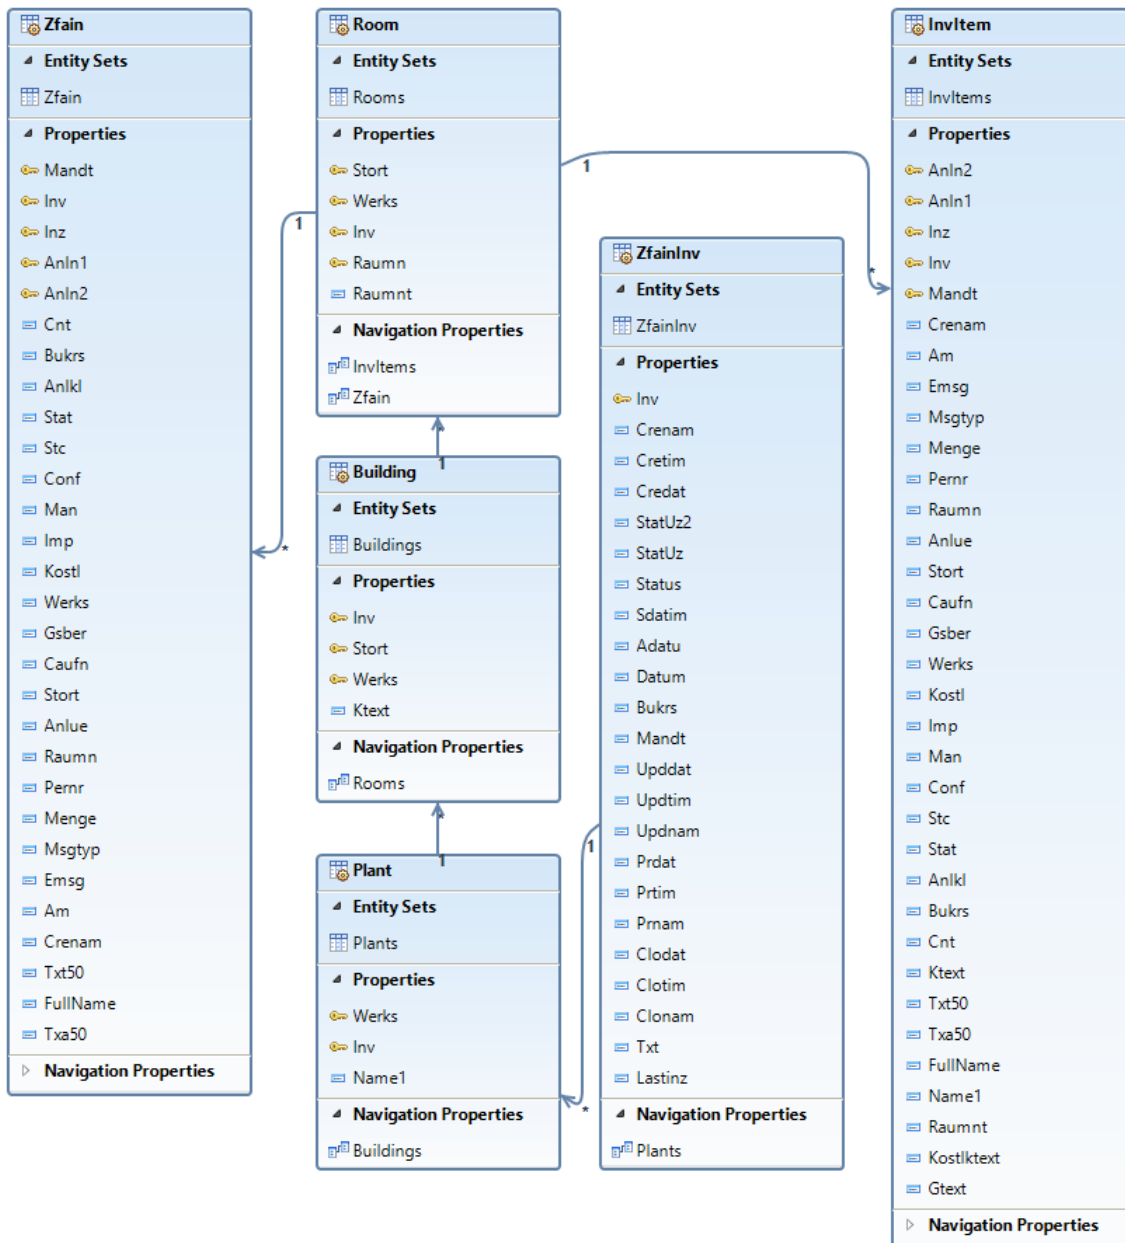 Zfain
Entity Sets
Zfain
Properties
Mandt
Inv
Inz
Anln1
Anln2
Cnt
Bukrs
Anlkl
Stat
Stc
Conf
Man
Imp
Kostl
Werks
Gsber
Caufn
Stort
Anlue
Raumn
Pernr
Menge
Msgtyp
Emsg
Am
Crenam
Txt50
FullName
Txa50
Navigation Properties
Room
Entity Sets
Rooms
Properties
Stort
Werks
Inv
Raumn
Raumnt
Navigation Properties
InvItems
Zfain
1
*
1
*
*
1
Building
Entity Sets
Buildings
Properties
Inv
Stort
Werks
Ktext
Navigation Properties
Rooms
*
1
Plant
Entity Sets
Plants
Properties
Werks
Inv
Name1
Navigation Properties
Buildings
ZfainInv
Entity Sets
ZfainInv
Properties
Inv
Crenam
Cretim
Credat
StatUz2
StatUz
Status
Sdatim
Adatu
Datum
Bukrs
Mandt
Upddat
Updtim
Updnam
Prdat
Prtim
Prnam
Clodat
Clotim
Clonam
Txt
Lastinz
Navigation Properties
Plants
1
*
InvItem
Entity Sets
InvItems
Properties
Anln2
Anln1
Inz
Inv
Mandt
Crenam
Am
Emsg
Msgtyp
Menge
Pernr
Raumn
Anlue
Stort
Caufn
Gsber
Werks
Kostl
Imp
Man
Conf
Stc
Stat
Anlkl
Bukrs
Cnt
Ktext
Txt50
Txa50
FullName
Name1
Raumnt
Kostlktext
Gtext
Navigation Properties